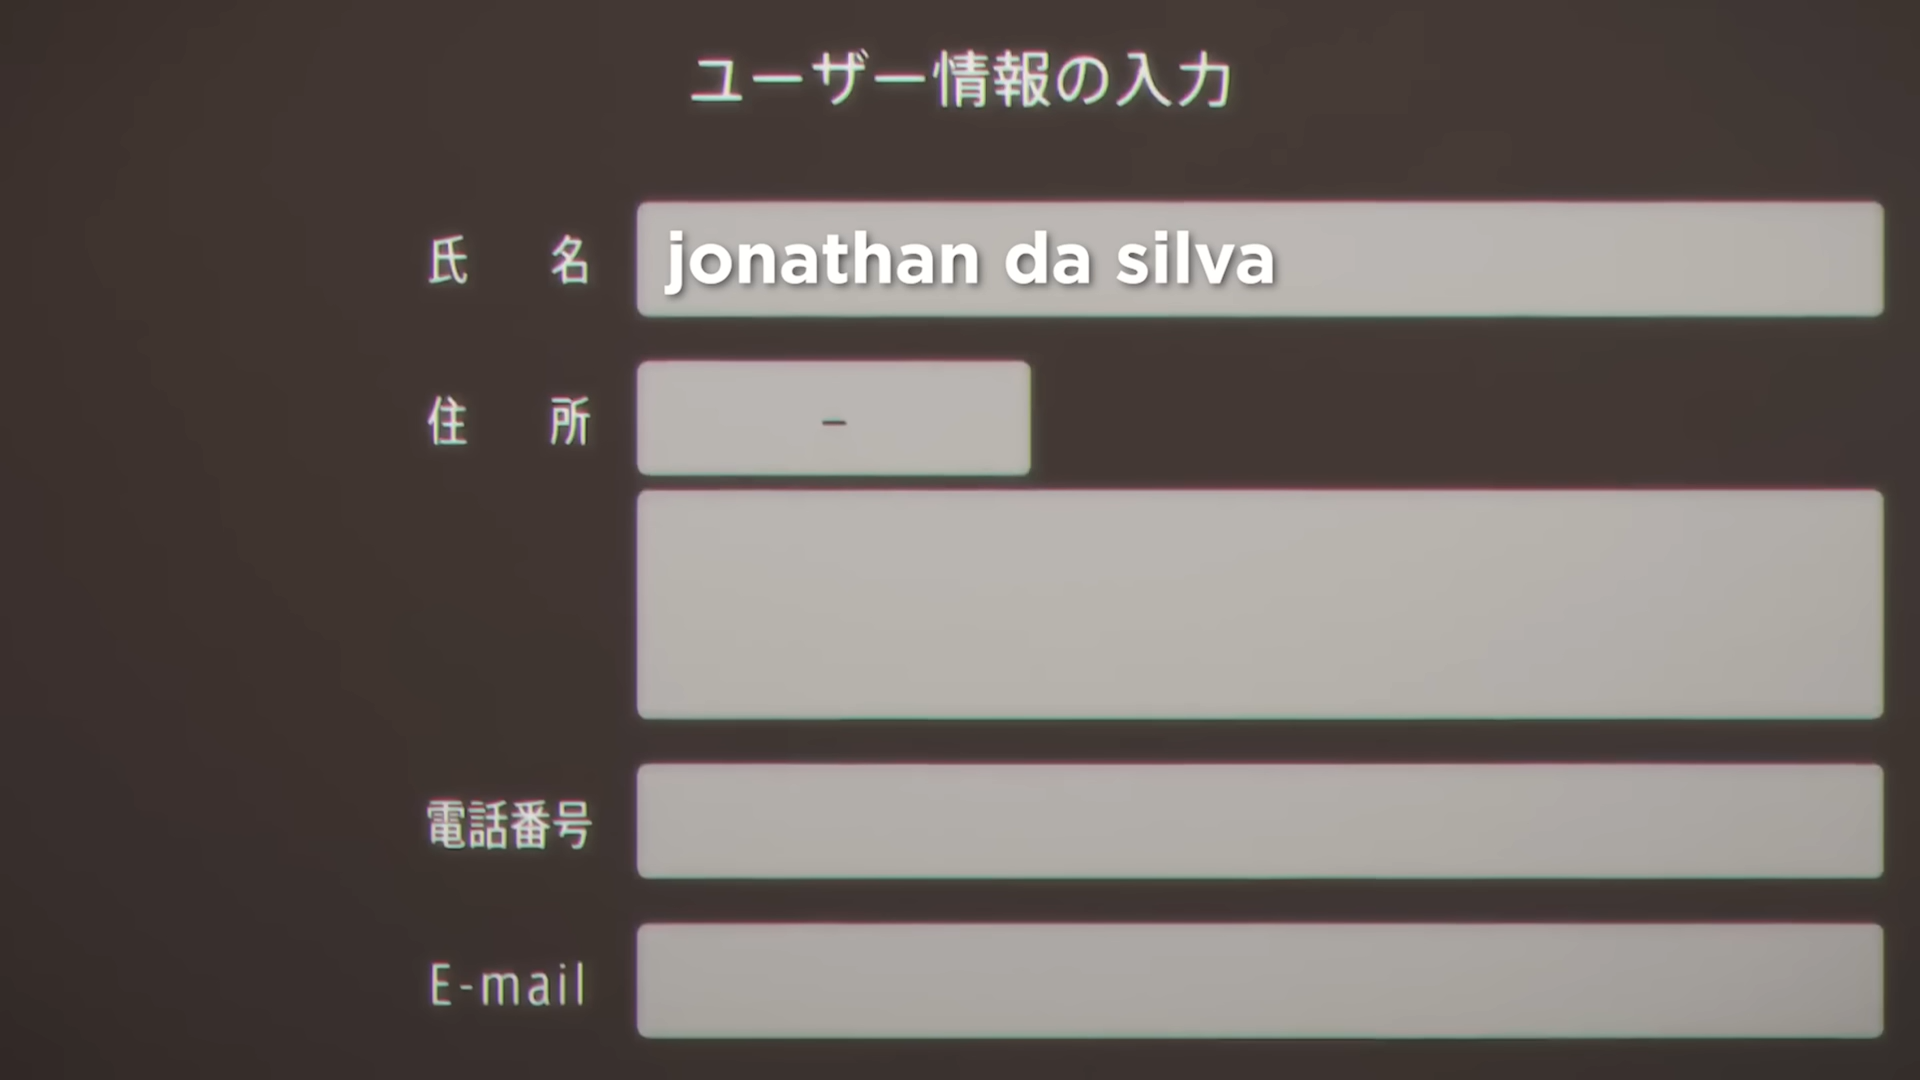 ユーザー情報の入力
氏名 jonathan da silva
住所 –
電話番号
E-mail